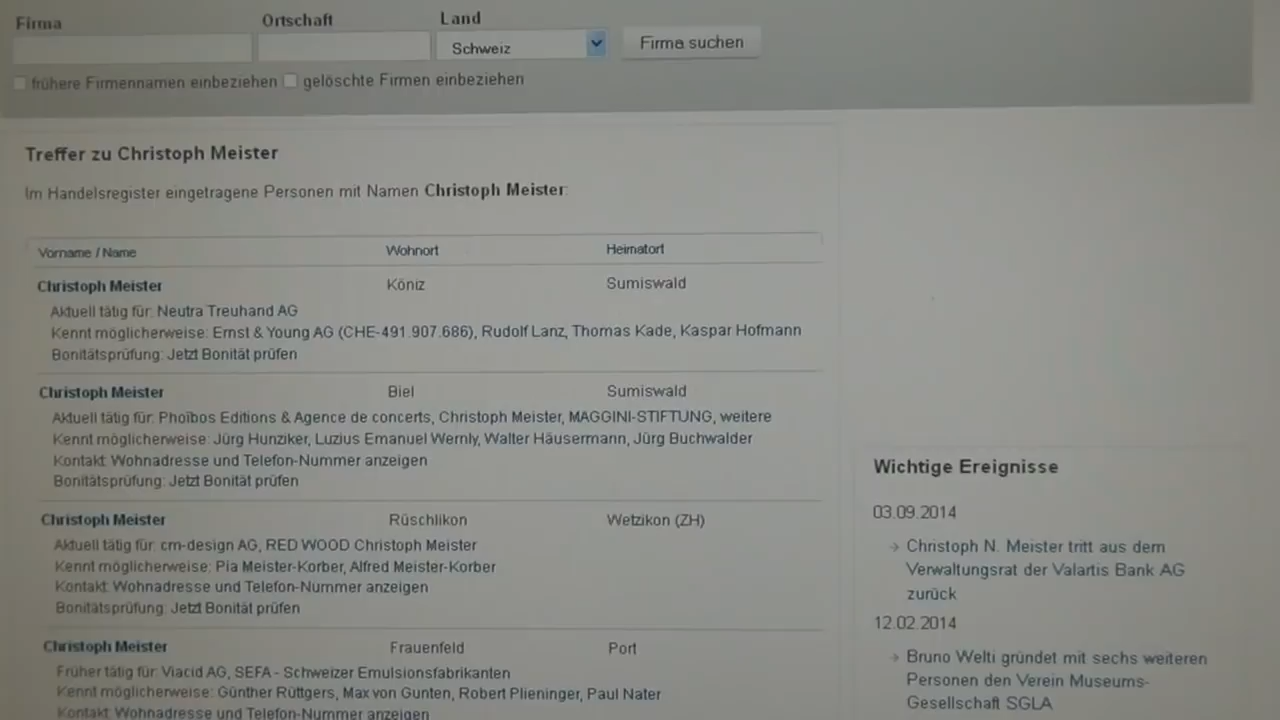 Firma Ortschaft Land
Schweiz Firma suchen
frühere Firmennamen einbeziehen gelöschte Firmen einbeziehen
Treffer zu Christoph Meister
Im Handelsregister eingetragene Personen mit Namen Christoph Meister:
Vorname / Name Wohnort Heimatort
Christoph Meister Köniz Sumiswald
Aktuell tätig für: Neutra Treuhand AG
Kennt möglicherweise: Ernst & Young AG (CHE-491.907.686), Rudolf Lanz, Thomas Kade, Kaspar Hofmann
Bonitätsprüfung: Jetzt Bonität prüfen
Christoph Meister Biel Sumiswald
Aktuell tätig für: Phoïbos Editions & Agence de concerts, Christoph Meister, MAGGINI-STIFTUNG, weitere
Kennt möglicherweise: Jürg Hunziker, Luzius Emanuel Wernly, Walter Häusermann, Jürg Buchwalder
Kontakt: Wohnadresse und Telefon-Nummer anzeigen
Bonitätsprüfung: Jetzt Bonität prüfen
Christoph Meister Rüschlikon Wetzikon (ZH)
Aktuell tätig für: cm-design AG, RED WOOD Christoph Meister
Kennt möglicherweise: Pia Meister-Korber, Alfred Meister-Korber
Kontakt: Wohnadresse und Telefon-Nummer anzeigen
Bonitätsprüfung: Jetzt Bonität prüfen
Christoph Meister Frauenfeld Port
Früher tätig für: Viacid AG, SEFA - Schweizer Emulsionsfabrikanten
Kennt möglicherweise: Günther Rüttgers, Max von Gunten, Robert Plieninger, Paul Nater
Kontakt: Wohnadresse und Telefon-Nummer anzeigen
Wichtige Ereignisse
03.09.2014
→ Christoph N. Meister tritt aus dem
Verwaltungsrat der Valartis Bank AG
zurück
12.02.2014
→ Bruno Welti gründet mit sechs weiteren
Personen den Verein Museums-
Gesellschaft SGLA